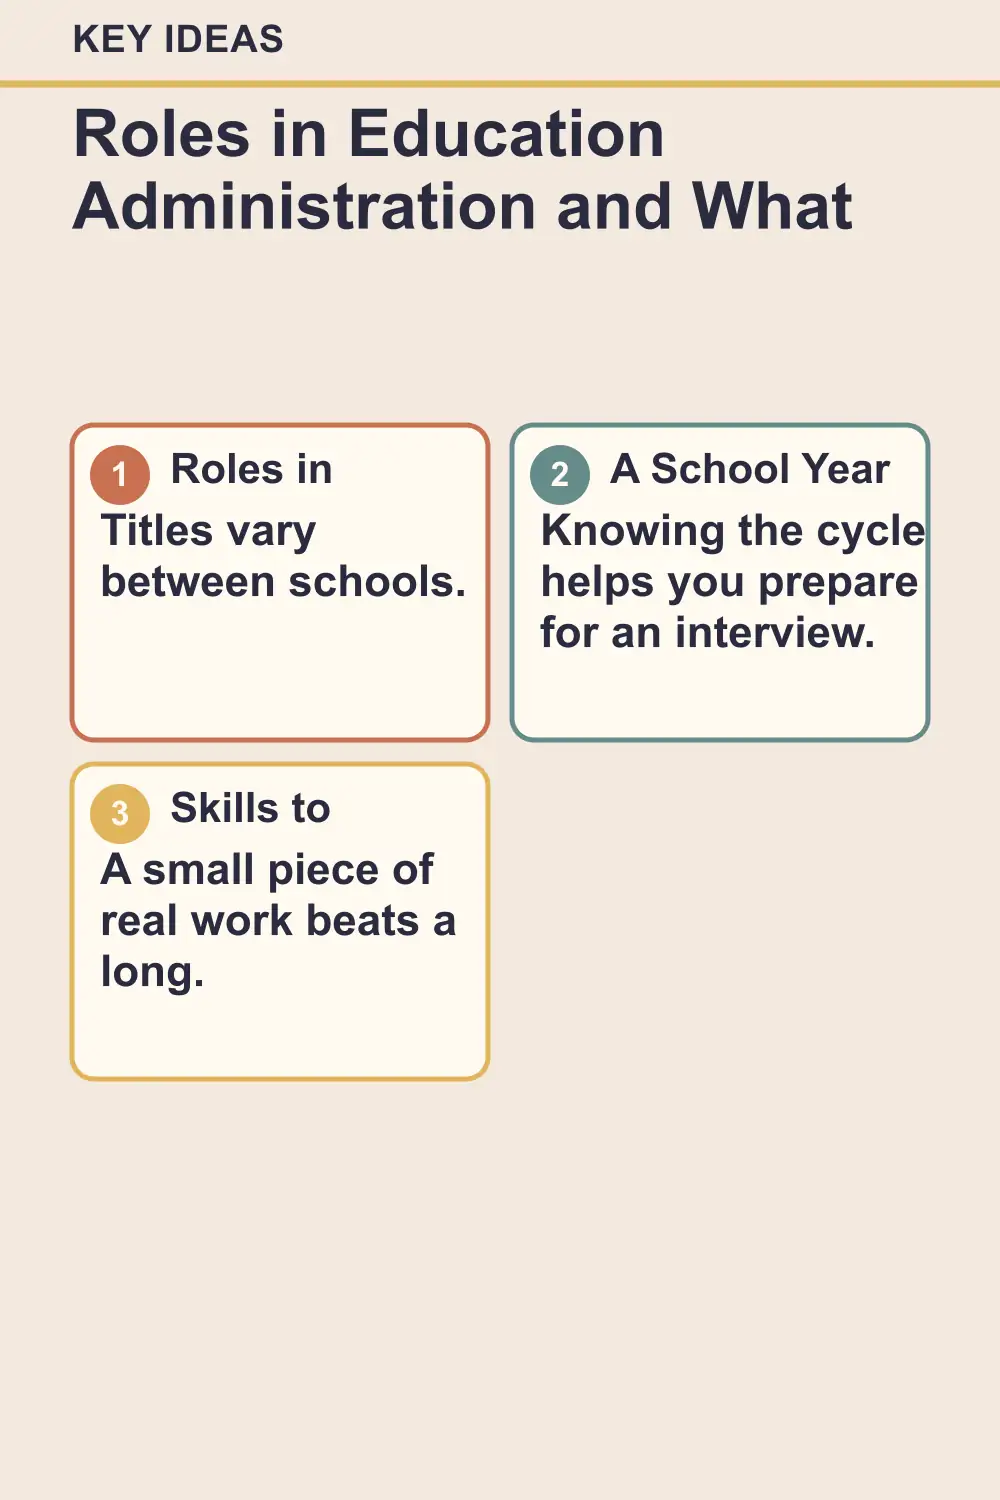 KEY IDEAS
Roles in Education
Administration and What
1 Roles in
Titles vary
between schools.
2 A School Year
Knowing the cycle
helps you prepare
for an interview.
3 Skills to
A small piece of
real work beats a
long.